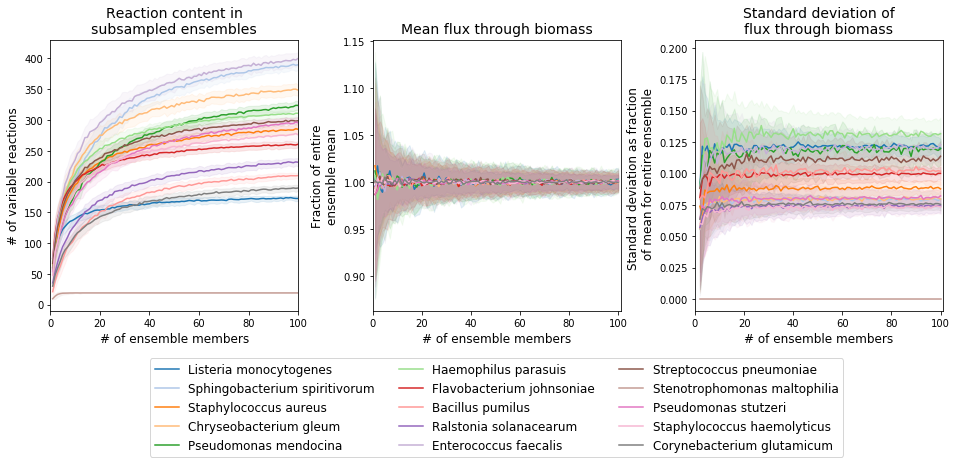 Reaction content in
subsampled ensembles
# of variable reactions
400
350
300
250
200
150
100
50
0
0 20 40 60 80 100
# of ensemble members
Mean flux through biomass
Fraction of entire
ensemble mean
1.15
1.10
1.05
1.00
0.95
0.90
0 20 40 60 80 100
# of ensemble members
Standard deviation of
flux through biomass
Standard deviation as fraction
of mean for entire ensemble
0.200
0.175
0.150
0.125
0.100
0.075
0.050
0.025
0.000
0 20 40 60 80 100
# of ensemble members
Listeria monocytogenes
Sphingobacterium spiritivorum
Staphylococcus aureus
Chryseobacterium gleum
Pseudomonas mendocina
Haemophilus parasuis
Flavobacterium johnsoniae
Bacillus pumilus
Ralstonia solanacearum
Enterococcus faecalis
Streptococcus pneumoniae
Stenotrophomonas maltophilia
Pseudomonas stutzeri
Staphylococcus haemolyticus
Corynebacterium glutamicum